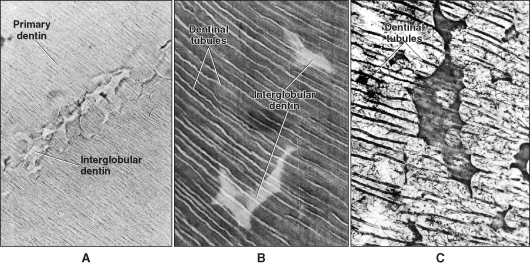 Primary
dentin
Interglobular
dentin
Dentinal
tubules
Interglobular
dentin
Dentinal
tubules
A
B
C